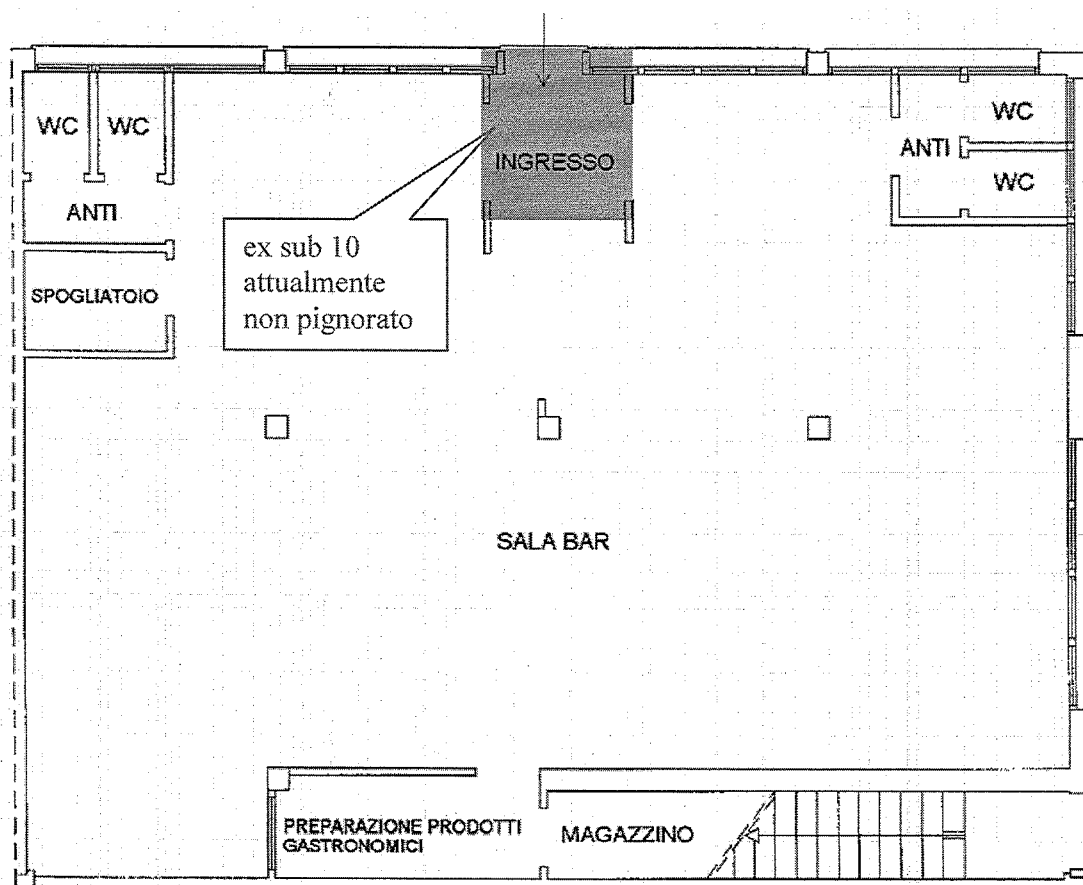 WC
WC
ANTI
SPOGLIATOIO
INGRESSO
ex sub 10
attualmente
non pignorato
ANTI
WC
WC
SALA BAR
PREPARAZIONE PRODOTTI
GASTRONOMICI
MAGAZZINO